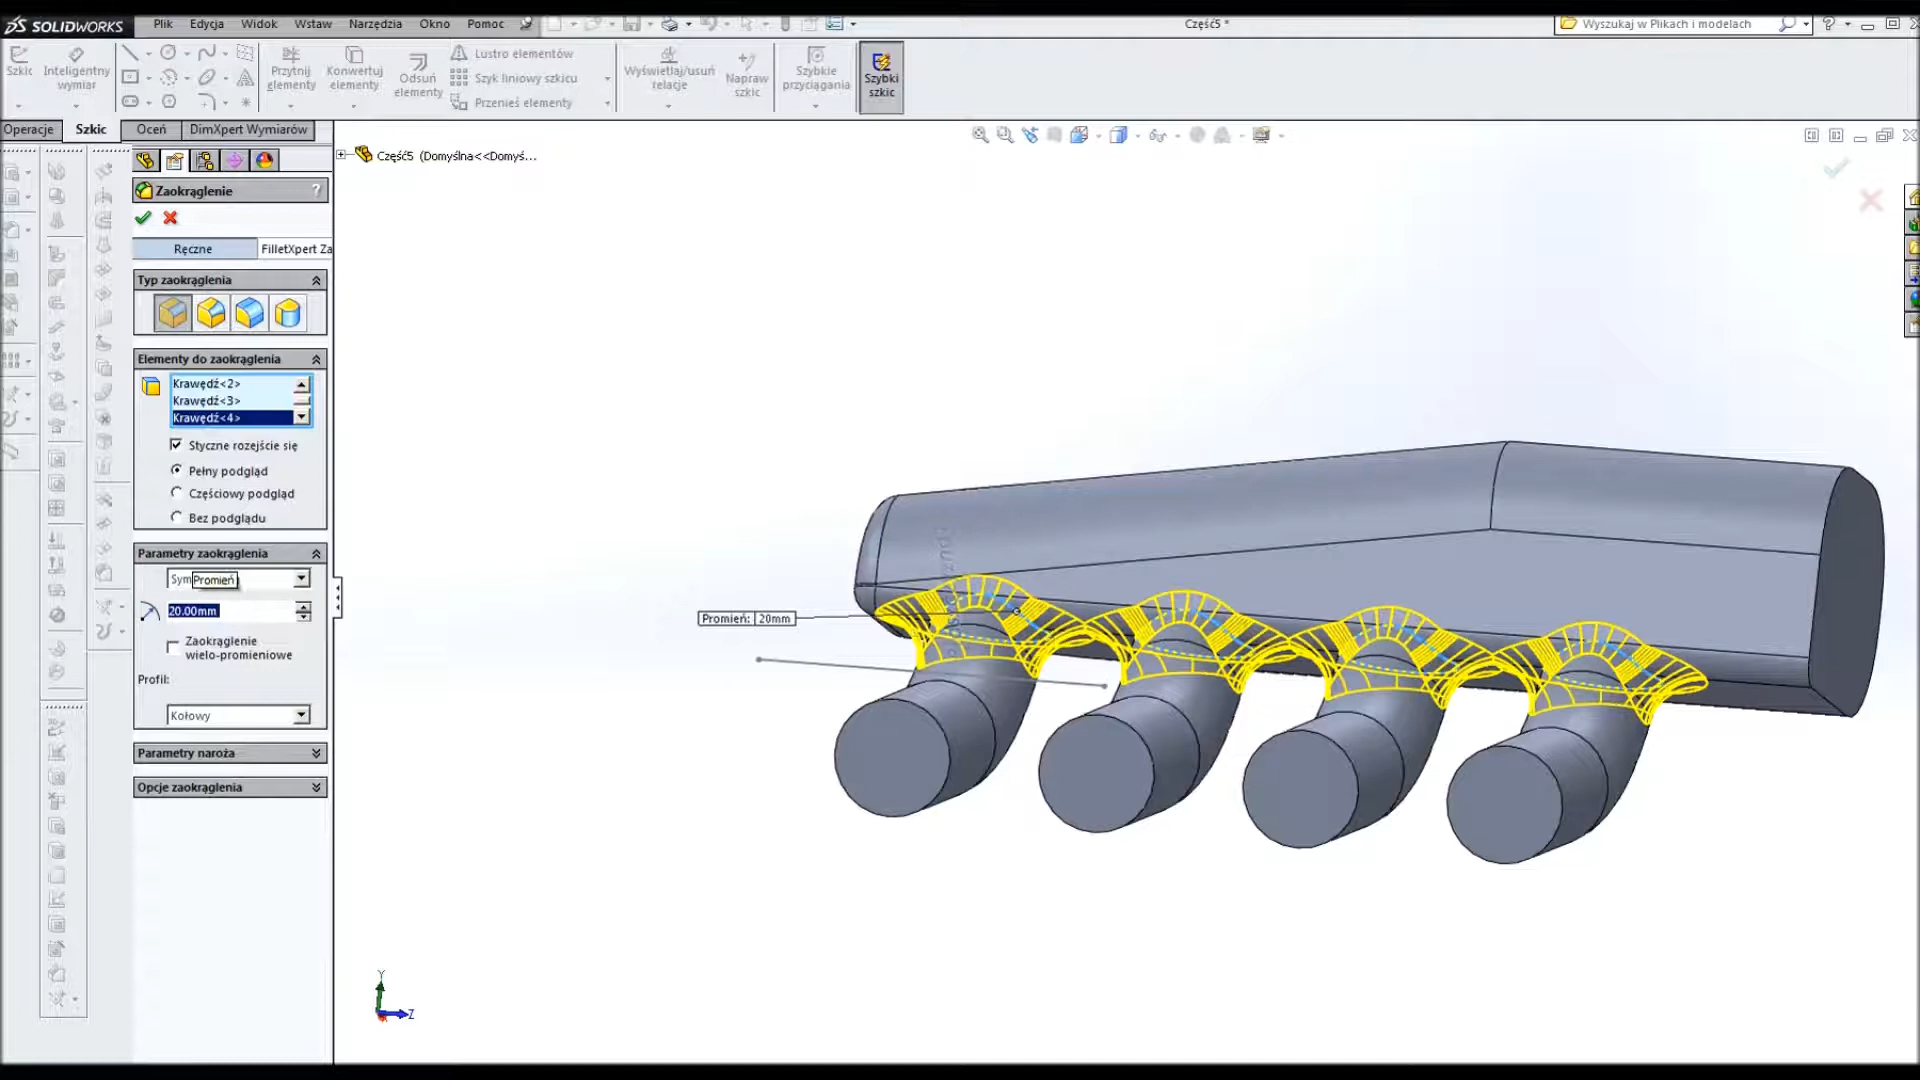 SOLIDWORKS Plik Edycja Widok Wstaw Narzędzia Okno Pomoc Część5 * Wyszukaj w Plikach i modelach ?
Szkic
Inteligentny wymiar
Przytnij elementy
Konwertuj elementy
Odsuń elementy
Lustro elementów
Szyk liniowy szkicu
Przenieś elementy
Wyświetlaj/usuń relacje
Napraw szkic
Szybkie przyciągania
Szybki szkic
Operacje Szkic Oceń DimXpert Wymiarów
Część5 (Domyślna<<Domyś...
Zaokrąglenie ?
Ręczne FilletXpert Za
Typ zaokrąglenia
Elementy do zaokrąglenia
Krawędź<2>
Krawędź<3>
Krawędź<4>
Styczne rozejście się
Pełny podgląd
Częściowy podgląd
Bez podglądu
Parametry zaokrąglenia
Sym Promień
20.00mm
Zaokrąglenie
wielo-promieniowe
Profil:
Kołowy
Parametry naroża
Opcje zaokrąglenia
Promień: 20mm
Y
Z